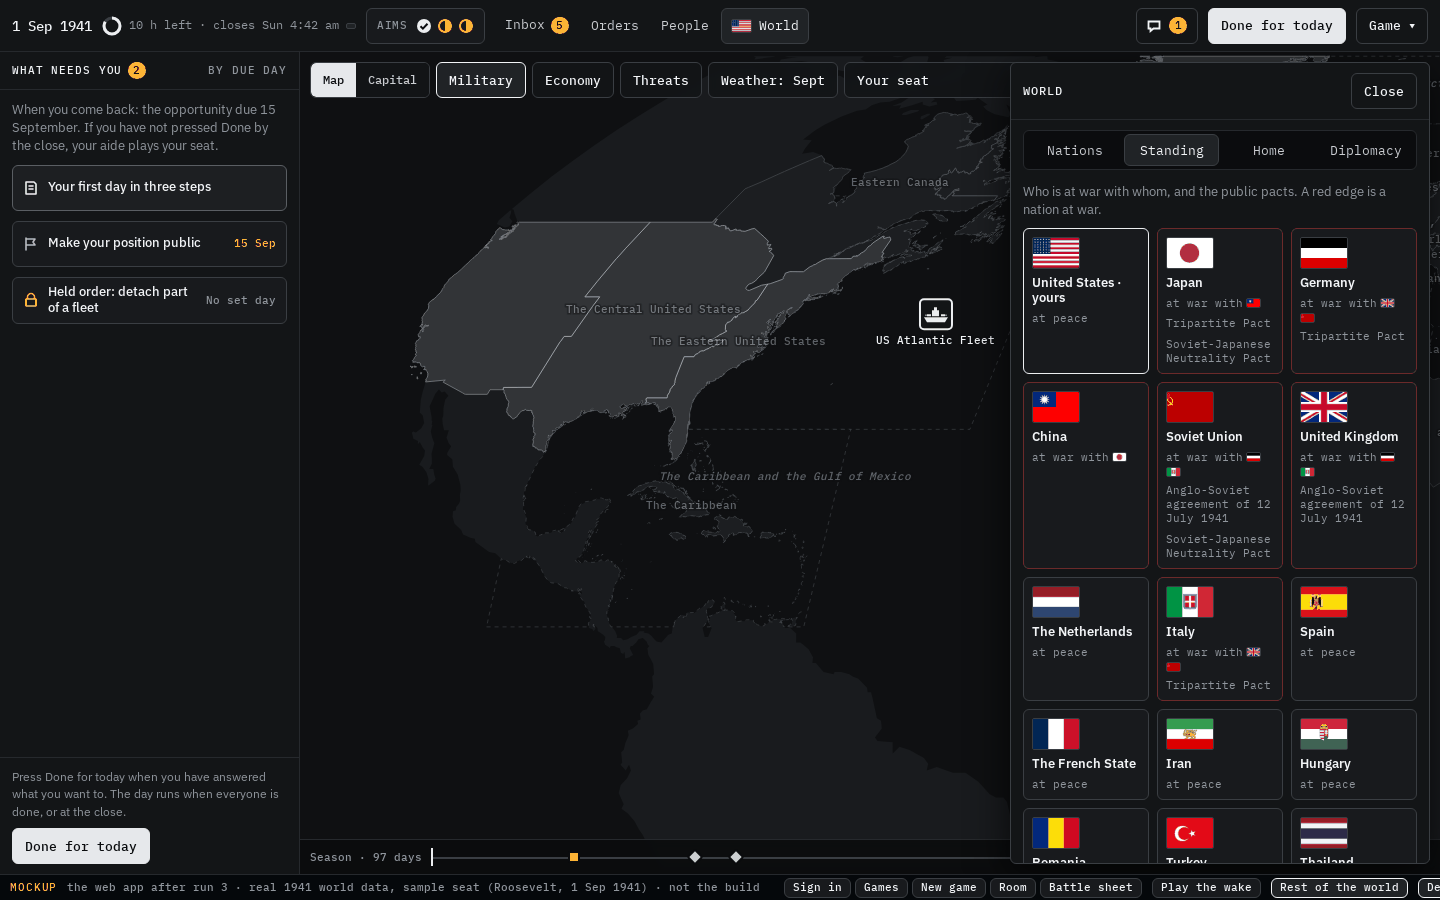 1 Sep 1941
10 h left · closes Sun 4:42 am
AIMS
Inbox 5
Orders
People
World
1
Done for today
Game ▾
WHAT NEEDS YOU 2
BY DUE DAY
When you come back: the opportunity due 15
September. If you have not pressed Done by
the close, your aide plays your seat.
Your first day in three steps
Make your position public
15 Sep
Held order: detach part
of a fleet
No set day
Press Done for today when you have answered
what you want to. The day runs when everyone is
done, or at the close.
Done for today
Map
Capital
Military
Economy
Threats
Weather: Sept
Your seat
Eastern Canada
The Central United States
The Eastern United States
US Atlantic Fleet
The Caribbean and the Gulf of Mexico
The Caribbean
Season · 97 days
WORLD
Close
Nations
Standing
Home
Diplomacy
Who is at war with whom, and the public pacts. A red edge is a
nation at war.
United States ·
yours
at peace
Japan
at war with
Tripartite Pact
Soviet-Japanese
Neutrality Pact
Germany
at war with
Tripartite Pact
China
at war with
Soviet Union
at war with
Anglo-Soviet
agreement of 12
July 1941
Soviet-Japanese
Neutrality Pact
United Kingdom
at war with
Anglo-Soviet
agreement of 12
July 1941
The Netherlands
at peace
Italy
at war with
Tripartite Pact
Spain
at peace
The French State
at peace
Iran
at peace
Hungary
at peace
Romania
Turkey
Thailand
MOCKUP
the web app after run 3 · real 1941 world data, sample seat (Roosevelt, 1 Sep 1941) · not the build
Sign in
Games
New game
Room
Battle sheet
Play the wake
Rest of the world
De